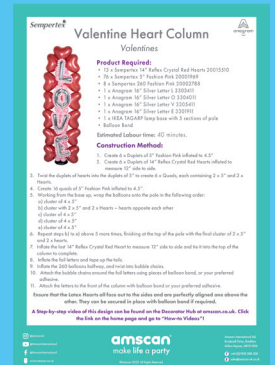 Sempertex
anagram
Valentine Heart Column
Valentines
Product Required:
• 15 x Sempertex 14" Reflex Crystal Red Hearts 30015510
• 76 x Sempertex 5" Fashion Pink 20031969
• 8 x Sempertex 260 Fashion Pink 20003788
• 1 x Anagram 16" Silver Letter L 3302411
• 1 x Anagram 16" Silver Letter O
• 1 x Anagram 16" Silver Letter V
• 1 x Anagram 16" Silver Letter E 3301911
• 1 x IKEA TAGARP lamp base with 5 sections of pole
• Balloon Band
Estimated Labour time: 40 minutes.
Construction Method:
1. Create 6 x Duplets of 5" Fashion Pink inflated to 4.5"
2. Create 6 x Duplets of 14" Reflex Crystal Red Hearts inflated to
measure 12" side to side.
3. Twist the duplets of hearts into the duplets of 5" to create 6 x Quads, each containing 2 x 5" and 2 x
Hearts.
4. Create 16 quads of 5" Fashion Pink inflated to 4.5".
5. Working from the base up, wrap the balloons onto the pole in the following order:
a) cluster of 4 x 5"
b) cluster with 2 x 5" and 2 x Hearts – hearts opposite each other
c) cluster of 4 x 5"
d) cluster of 4 x 5"
e) cluster of 4 x 5"
6. Repeat steps b) to e) above 5 more times, finishing at the top of the pole with the final cluster of 2 x 5"
and 2 x hearts.
7. Inflate the last 14" Reflex Crystal Red Heart to measure 12" side to side and tie it into the top of the
column to complete.
8. Inflate the foil letters and tape up the tails.
9. Inflate the 260 balloons halfway, and twist into bubble chains.
10. Attach the bubble chains around the foil letters using pieces of balloon band, or your preferred
adhesive.
11. Attach the letters to the front of the column with balloon band or your preferred adhesive.
Ensure that the Latex Hearts all face out to the sides and are perfectly aligned one above the
other. They can be secured in place with balloon band if required.
A Step-by-step video of this design can be found on the Decorator Hub at amscan.co.uk. Click
the link on the home page and go to "How-to Videos"!
amscan
make life a party